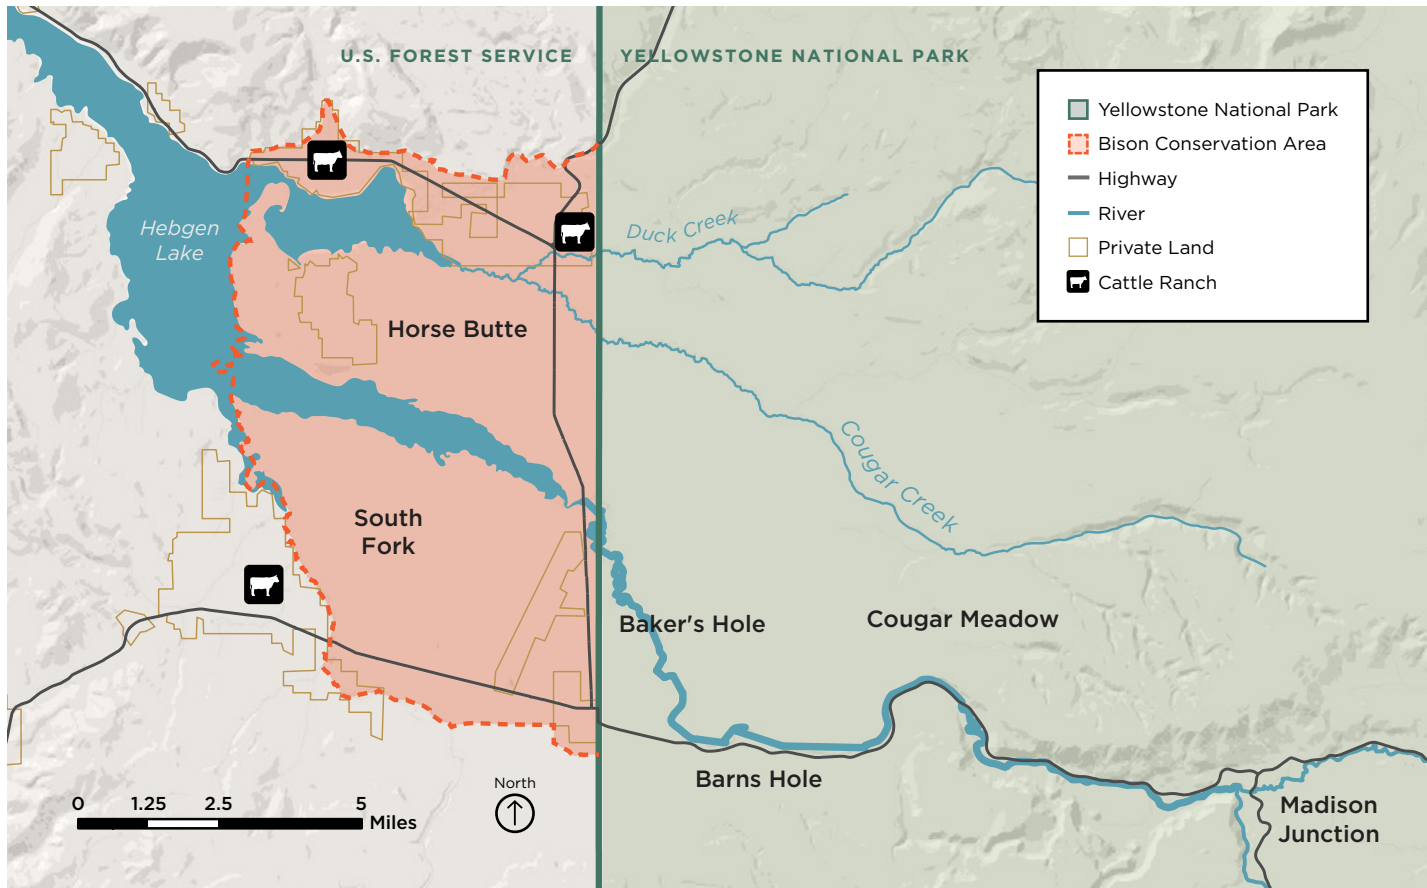 U.S. FOREST SERVICE
YELLOWSTONE NATIONAL PARK
Yellowstone National Park
Bison Conservation Area
Highway
River
Private Land
Cattle Ranch
Hebgen
Lake
Duck Creek
Horse Butte
Cougar Creek
South
Fork
Baker's Hole
Cougar Meadow
Barns Hole
Madison
Junction
North
0 1.25 2.5 5
Miles